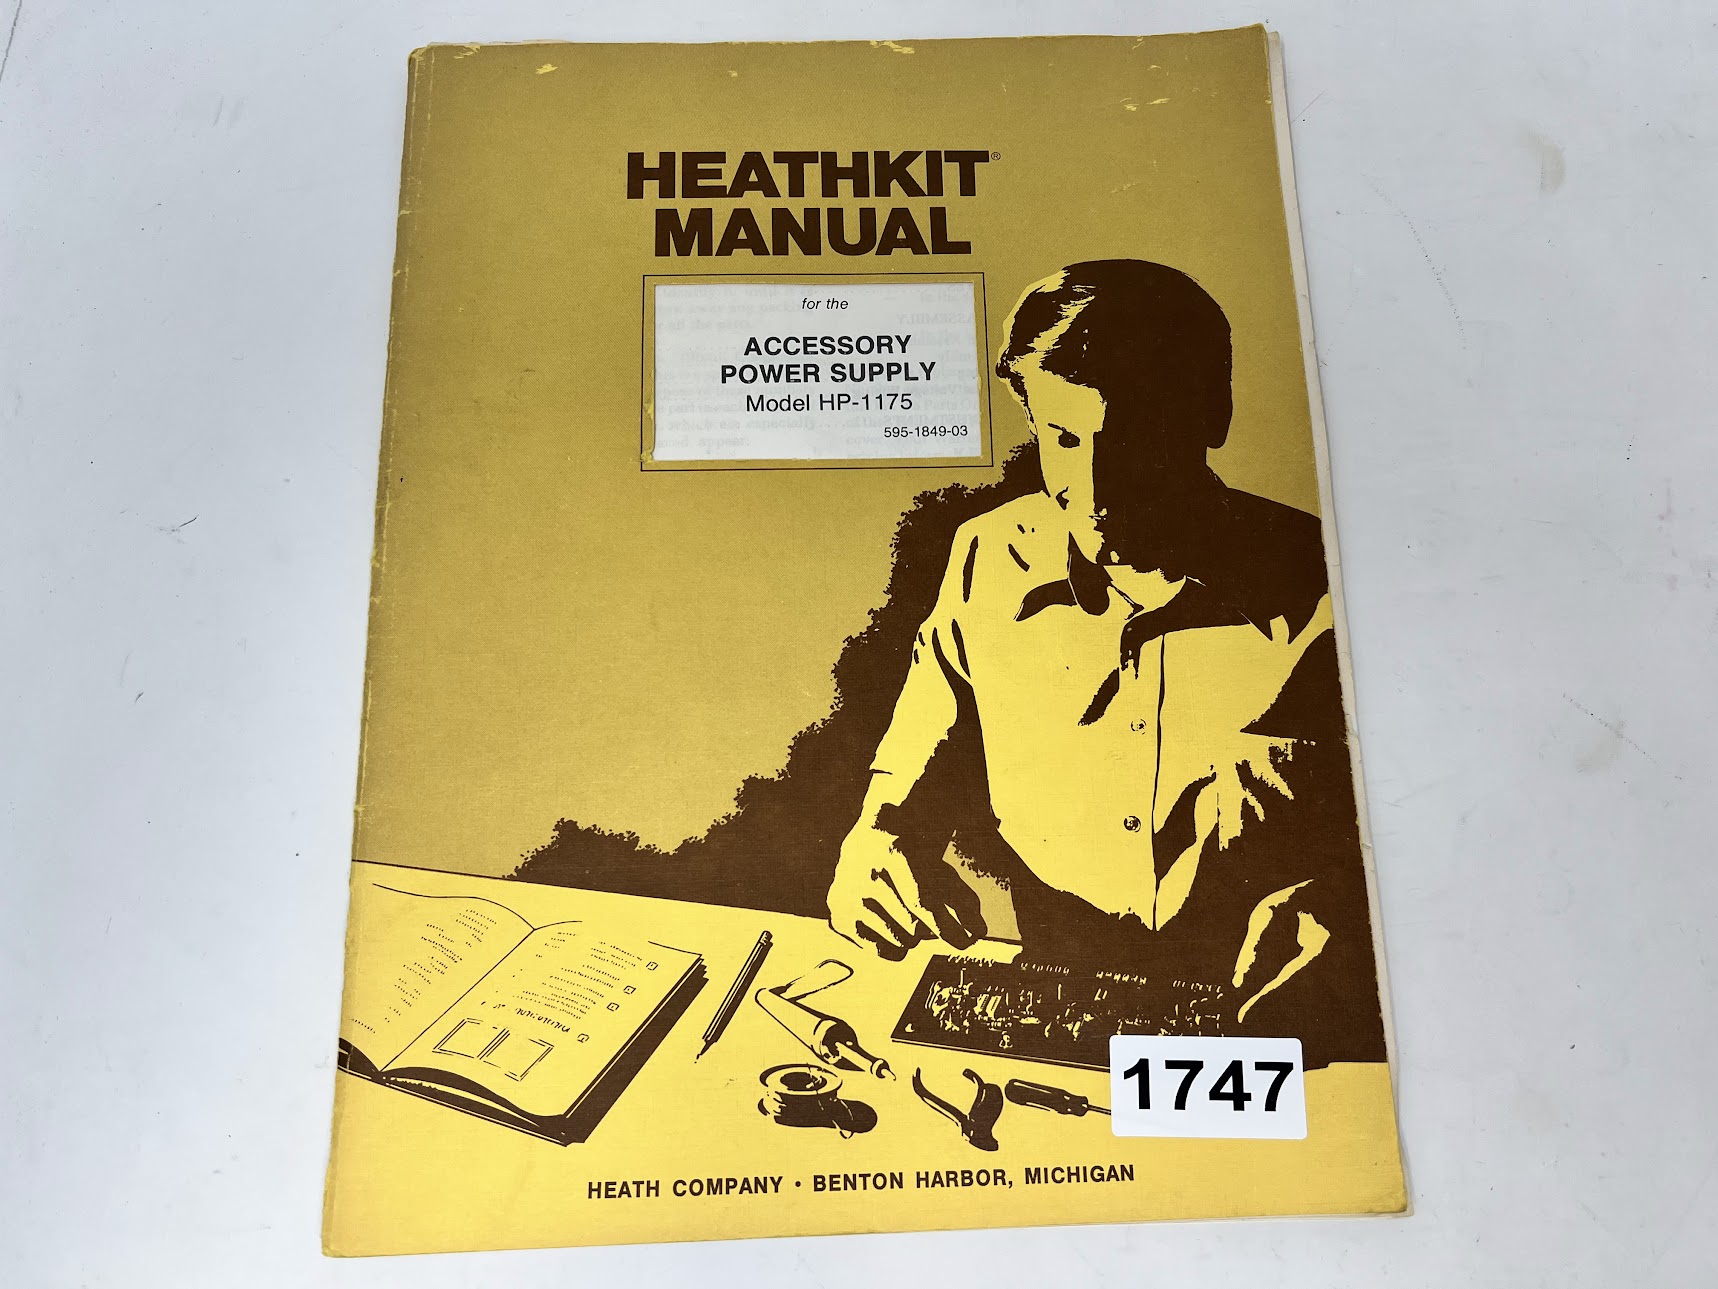 HEATHKIT®
MANUAL
for the
ACCESSORY
POWER SUPPLY
Model HP-1175
595-1849-03
1747
HEATH COMPANY • BENTON HARBOR, MICHIGAN